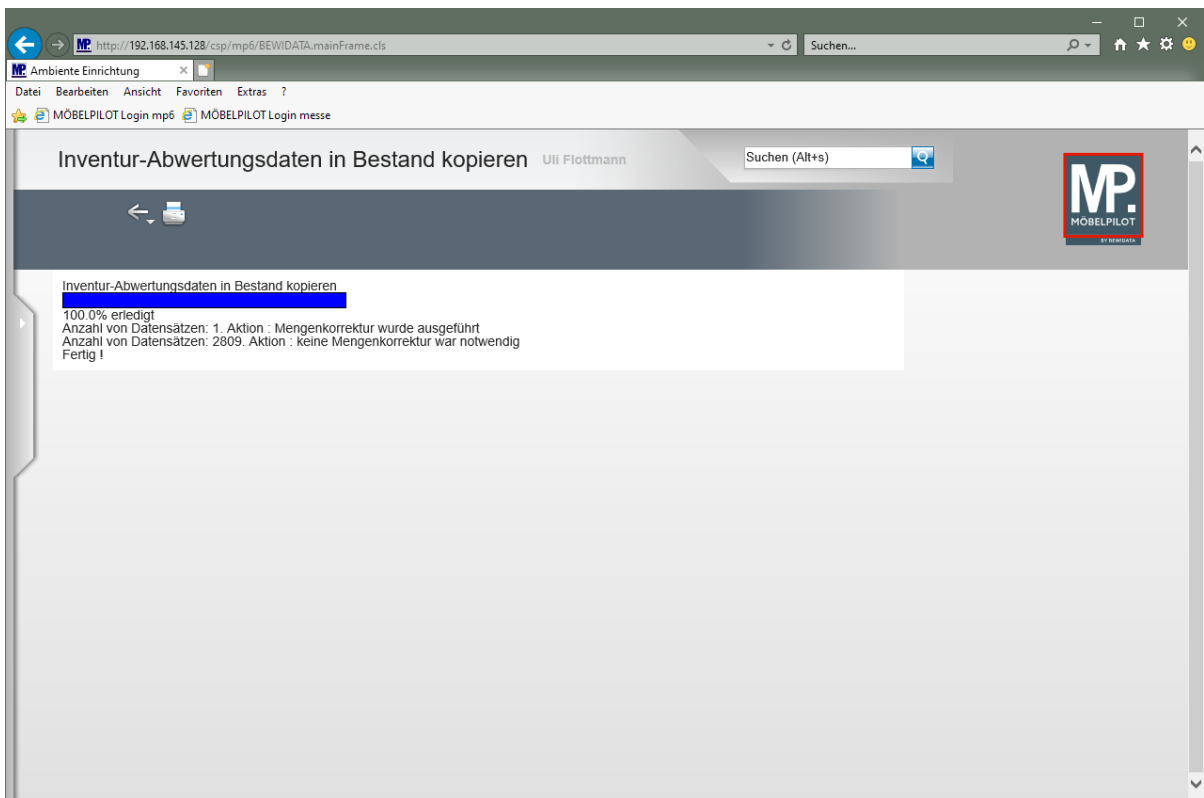 http://192.168.145.128/csp/mp6/BEWIDATA.mainFrame.cls
Suchen...
MP. Ambiente Einrichtung
Datei Bearbeiten Ansicht Favoriten Extras ?
MÖBELPILOT Login mp6 MÖBELPILOT Login messe
Inventur-Abwertungsdaten in Bestand kopieren Uli Flottmann
Suchen (Alt+s)
MP.
MÖBELPILOT
BY BEWIDATA
Inventur-Abwertungsdaten in Bestand kopieren
100.0% erledigt
Anzahl von Datensätzen: 1. Aktion : Mengenkorrektur wurde ausgeführt
Anzahl von Datensätzen: 2809. Aktion : keine Mengenkorrektur war notwendig
Fertig !